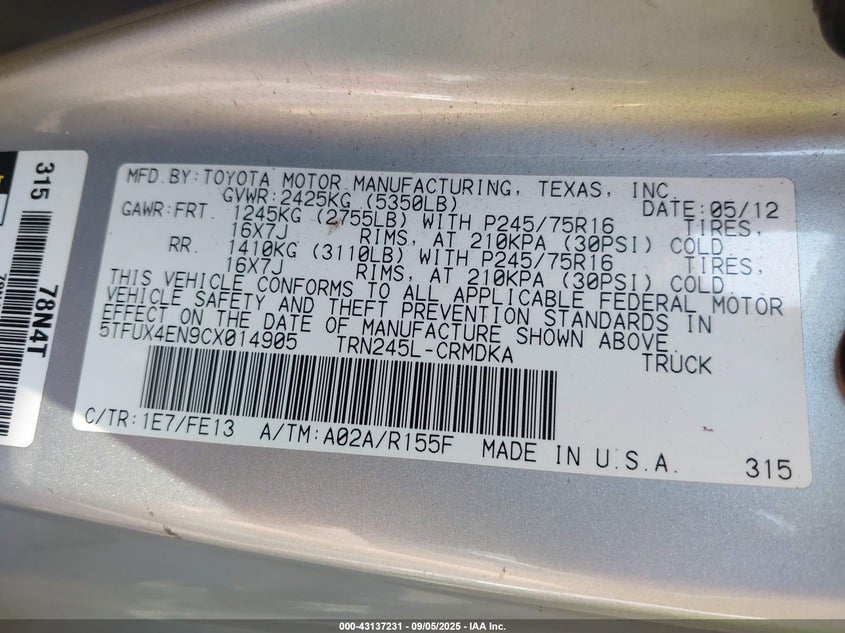 MFD.BY:TOYOTA MOTOR MANUFACTURING, TEXAS, INC.
GVWR:2425KG (5350LB) DATE:05/12
GAWR:FRT. 1245KG (2755LB) WITH P245/75R16 TIRES,
16X7J RIMS, AT 210KPA (30PSI) COLD
RR. 1410KG (3110LB) WITH P245/75R16 TIRES,
16X7J RIMS, AT 210KPA (30PSI) COLD
THIS VEHICLE CONFORMS TO ALL APPLICABLE FEDERAL MOTOR
VEHICLE SAFETY AND THEFT PREVENTION STANDARDS IN
EFFECT ON THE DATE OF MANUFACTURE SHOWN ABOVE.
5TFUX4EN9CX014905 TRN245L-CRMDKA TRUCK
C/TR:1E7/FE13 A/TM:A02A/R155F MADE IN U.S.A. 315
315
78N4T
000-43137231 - 09/05/2025 - IAA Inc.